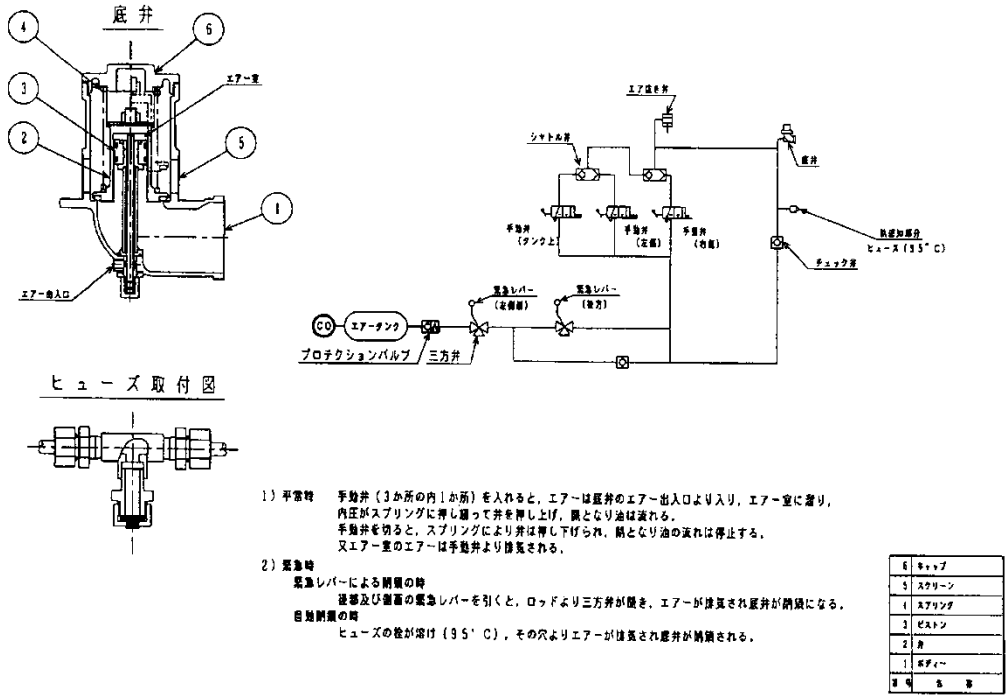 底弁
4
6
エアー室
3
2
5
1
エアー出入口
エア抜き弁
シャトル弁
底弁
手動弁
(タンク上)
手動弁
(左側)
手動弁
(右側)
熱感知部分
ヒューズ(95°C)
チェック弁
緊急レバー
(左側部)
緊急レバー
(後方)
CO
エアータンク
プロテクションバルブ
三方弁
ヒューズ取付図
1) 平常時 手動弁(3か所の内1か所)を入れると,エアーは底弁のエアー出入口より入り,エアー室に溜り,
内圧がスプリングに押し勝って弁を押し上げ,開となり油は流れる。
手動弁を切ると,スプリングにより弁は押し下げられ,閉となり油の流れは停止する。
又エアー室のエアーは手動弁より排気される。
2) 緊急時
緊急レバーによる閉鎖の時
後部及び側面の緊急レバーを引くと,ロッドより三方弁が開き,エアーが排気され底弁が閉鎖になる。
自動閉鎖の時
ヒューズの栓が溶け(95°C),その穴よりエアーが排気され底弁が閉鎖される。
6 キャップ
5 スクリーン
4 スプリング
3 ピストン
2 弁
1 ボディー